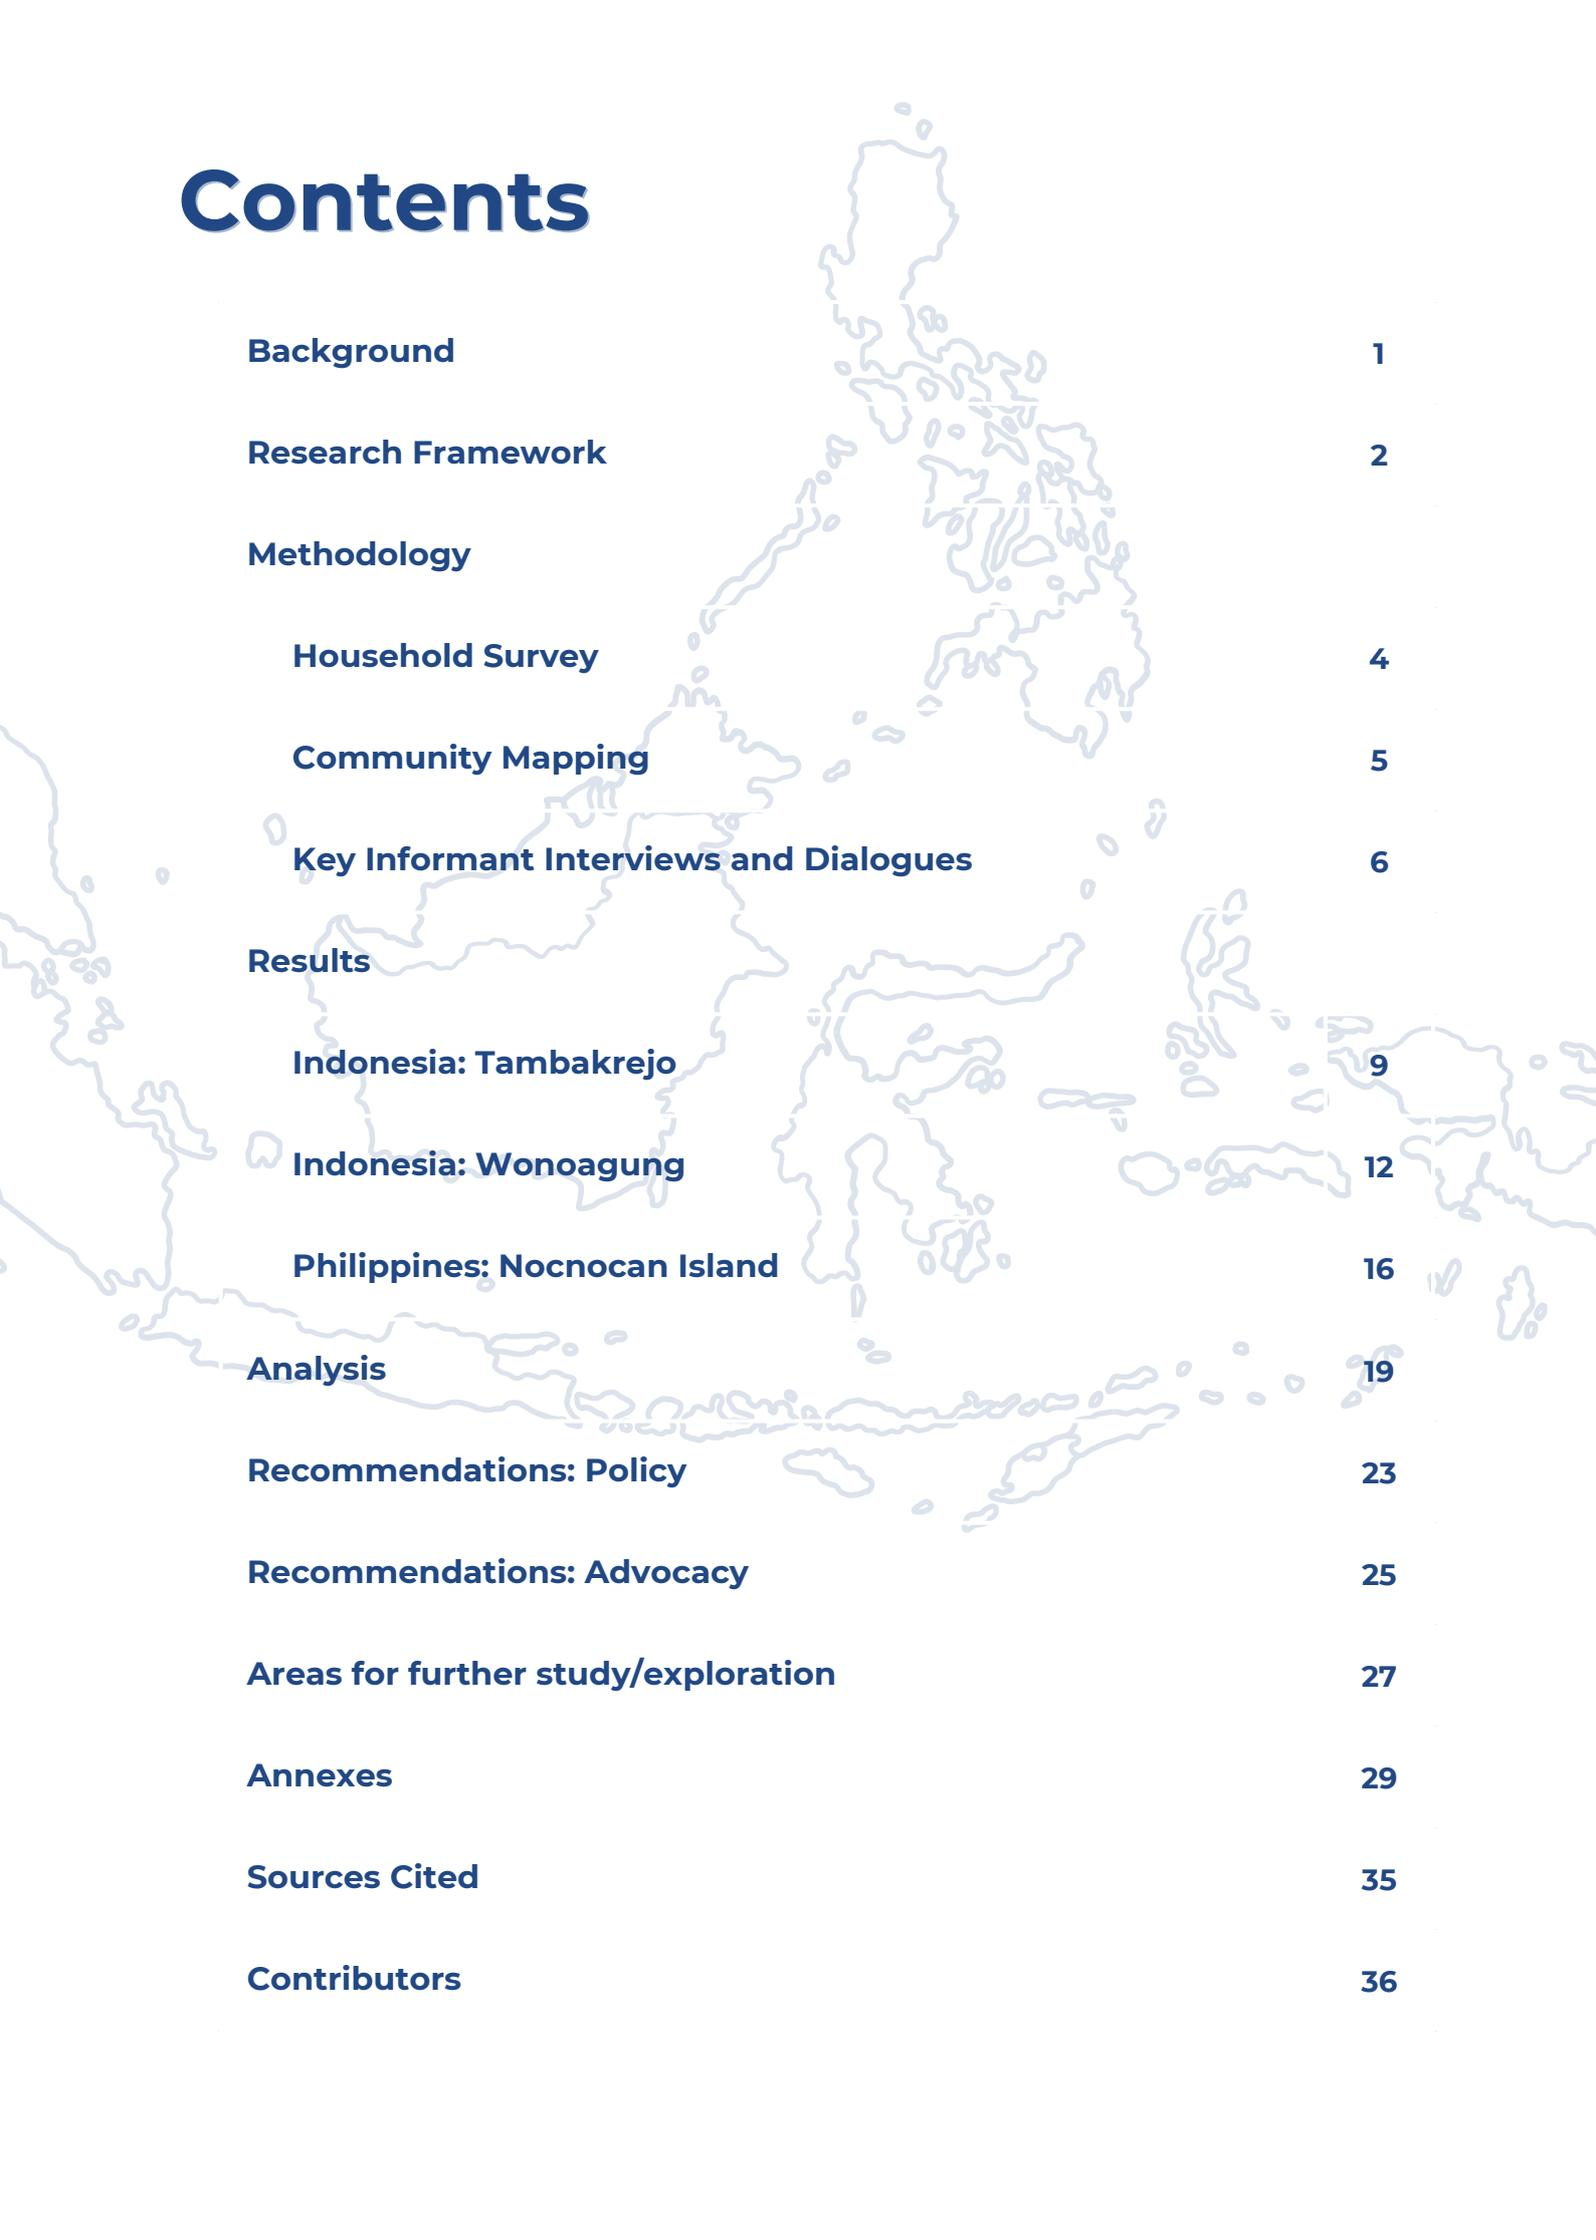 Contents
Background 1
Research Framework 2
Methodology
Household Survey 4
Community Mapping 5
Key Informant Interviews and Dialogues 6
Results
Indonesia: Tambakrejo 9
Indonesia: Wonoagung 12
Philippines: Nocnocan Island 16
Analysis 19
Recommendations: Policy 23
Recommendations: Advocacy 25
Areas for further study/exploration 27
Annexes 29
Sources Cited 35
Contributors 36